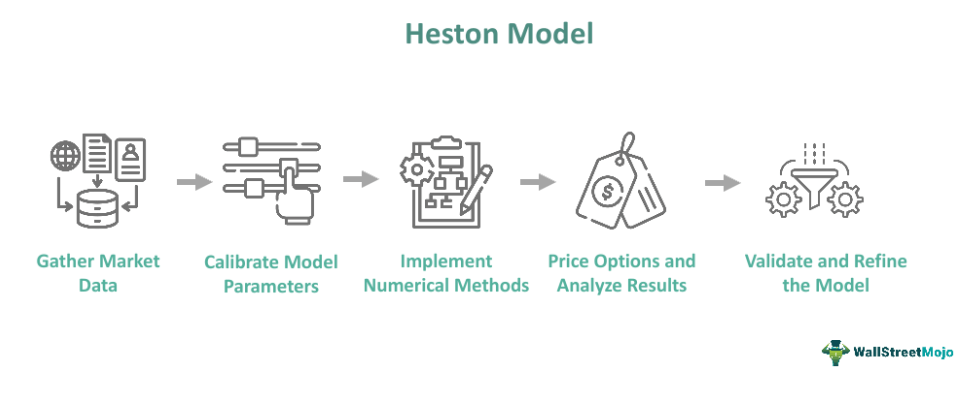 Heston Model
Gather Market
Data
Calibrate Model
Parameters
Implement
Numerical Methods
Price Options and
Analyze Results
Validate and Refine
the Model
$
WallStreetMojo